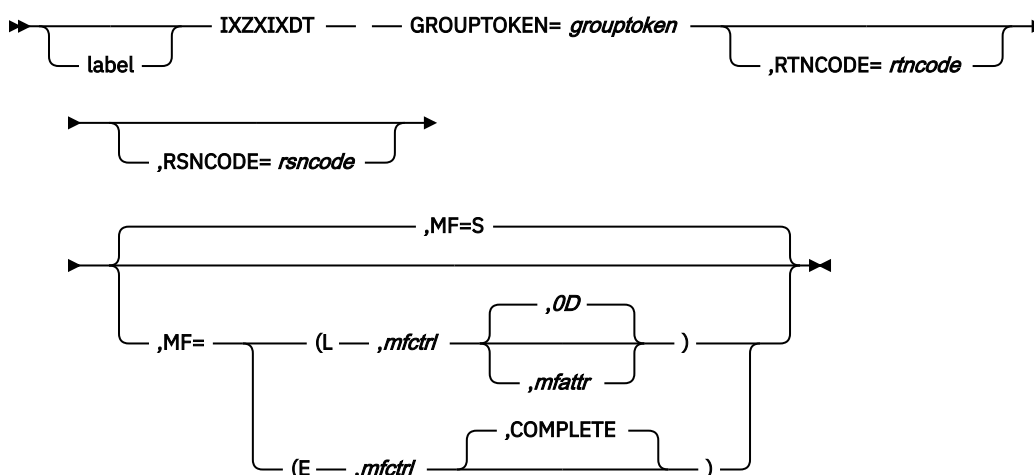 IXZXIXDT GROUPTOKEN= grouptoken
label ,RTNCODE= rtncode
,RSNCODE= rsncode
,MF=S
,0D
,MF= (L ,mfctrl )
,mfattr
,COMPLETE
(E ,mfctrl )